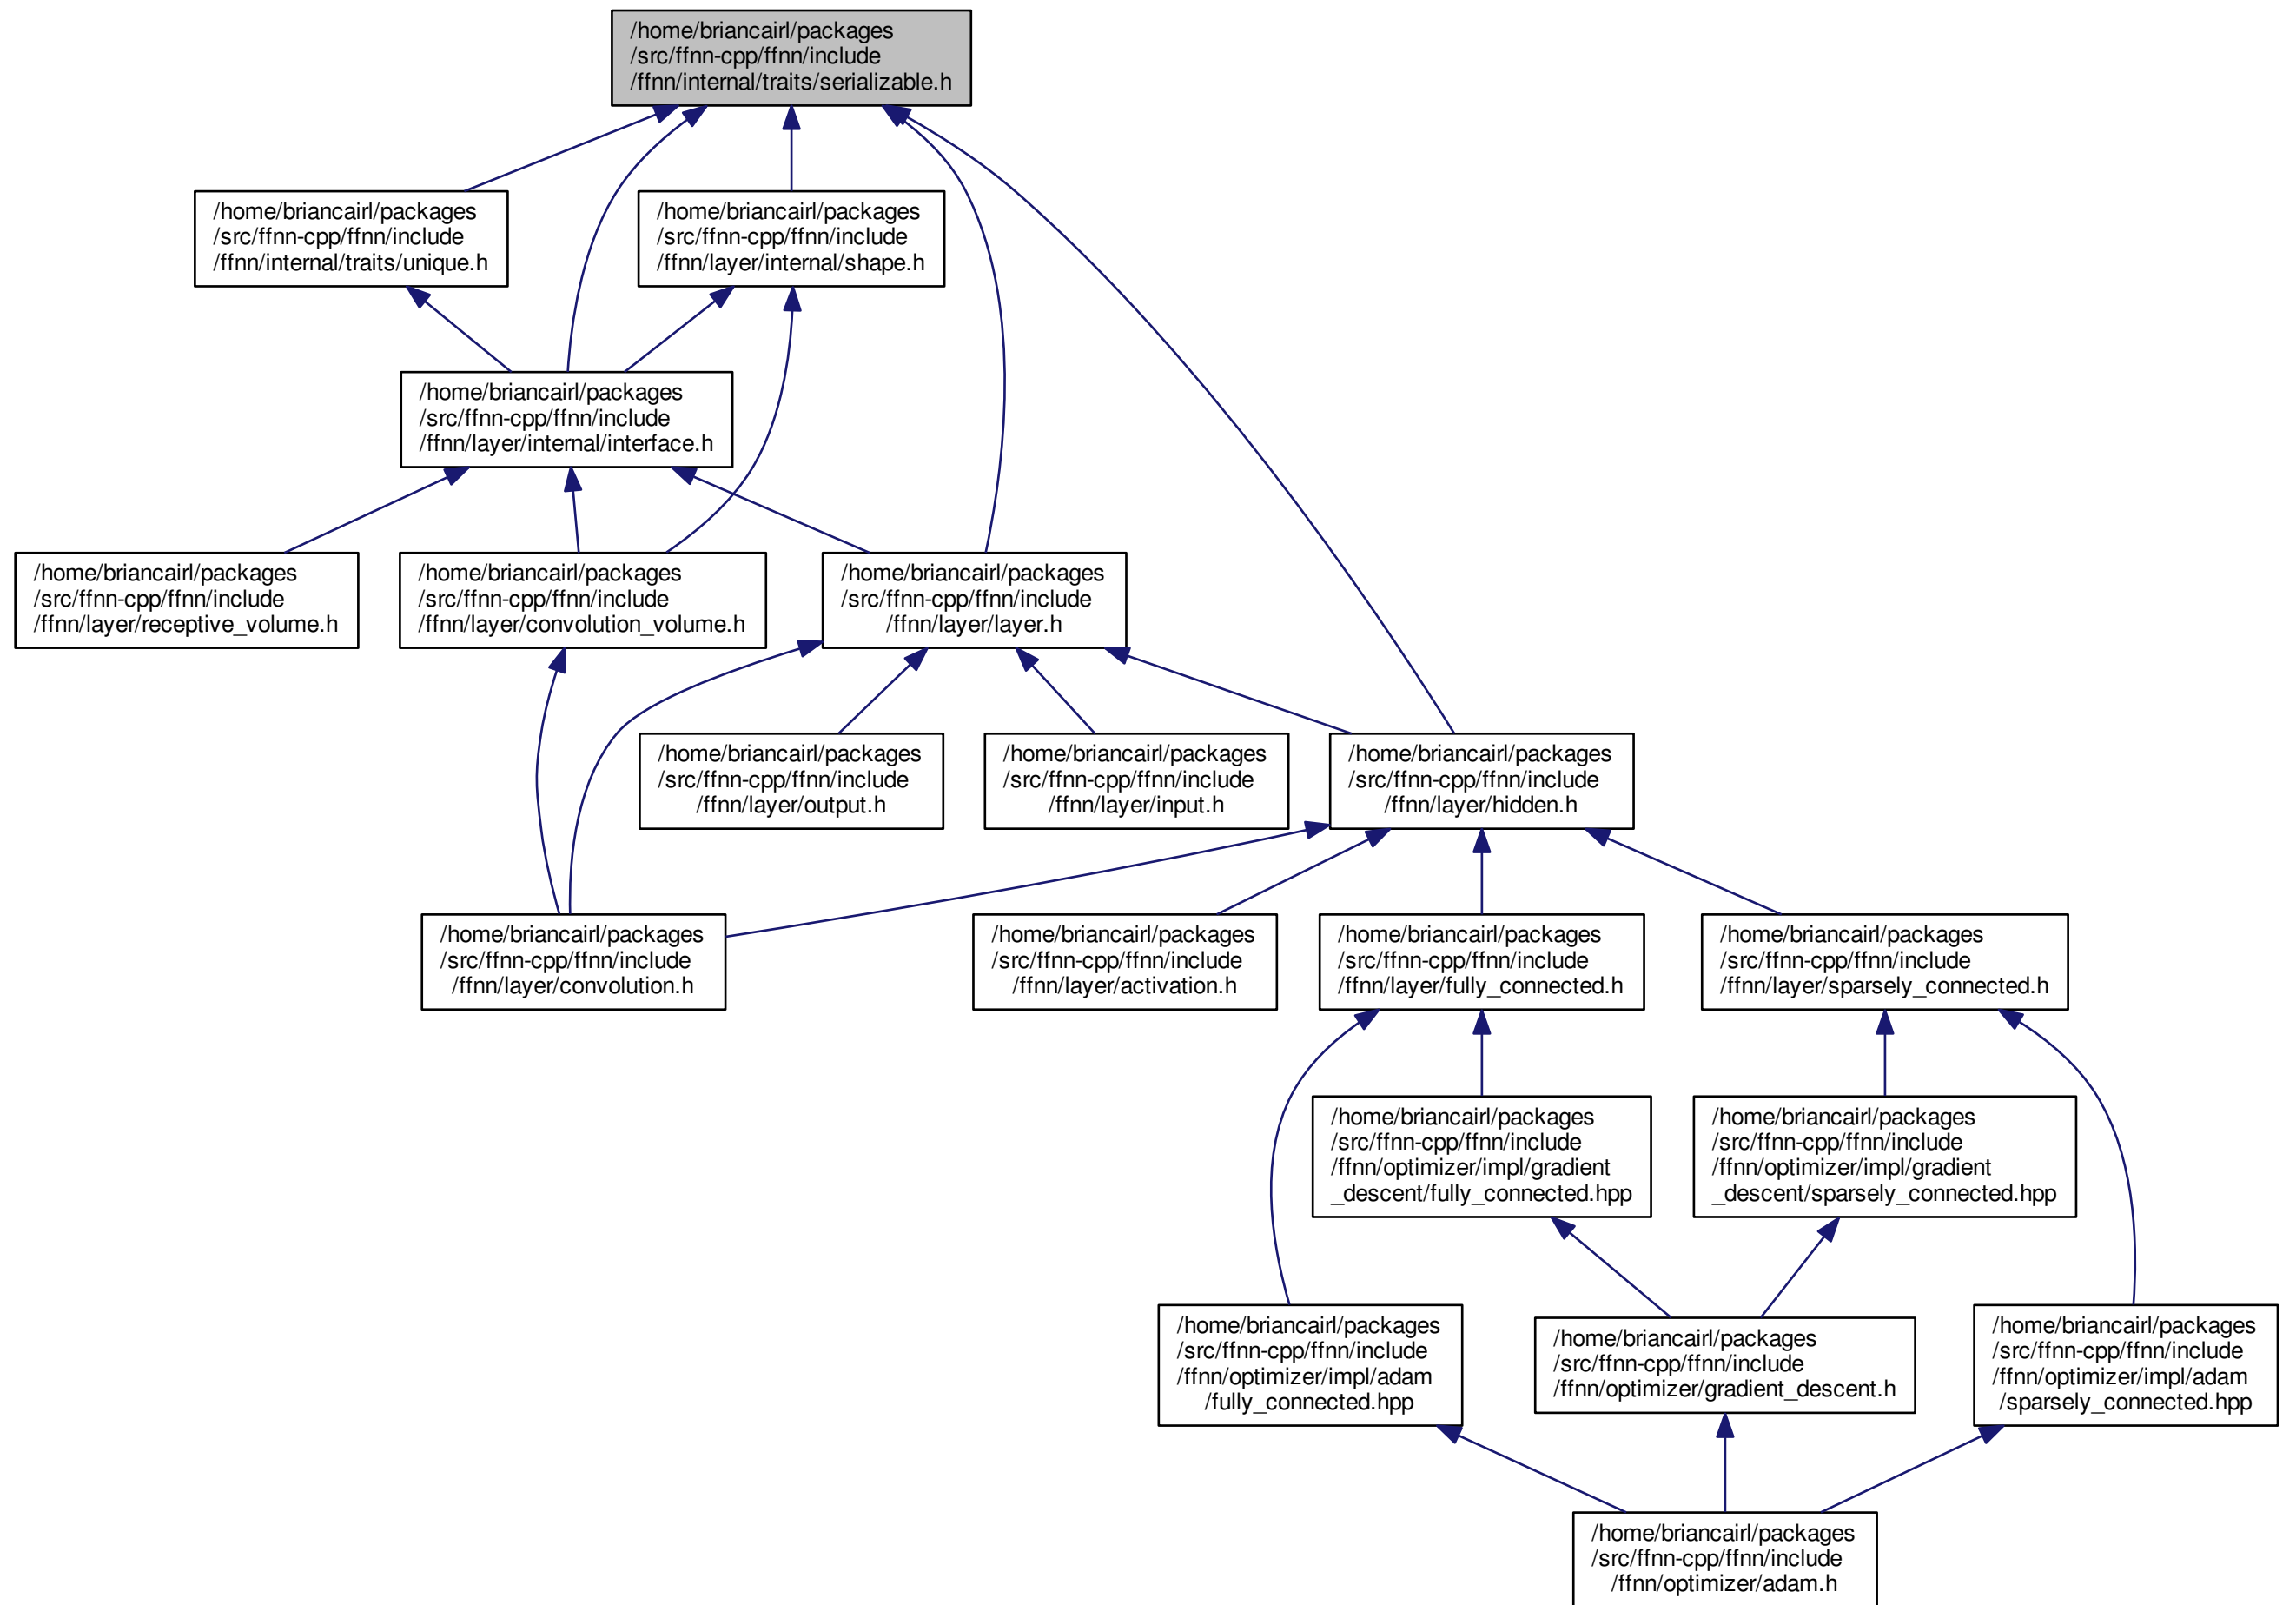 /home/briancairl/packages
/src/ffnn-cpp/ffnn/include
/ffnn/internal/traits/serializable.h
/home/briancairl/packages
/src/ffnn-cpp/ffnn/include
/ffnn/internal/traits/unique.h
/home/briancairl/packages
/src/ffnn-cpp/ffnn/include
/ffnn/layer/internal/shape.h
/home/briancairl/packages
/src/ffnn-cpp/ffnn/include
/ffnn/layer/internal/interface.h
/home/briancairl/packages
/src/ffnn-cpp/ffnn/include
/ffnn/layer/receptive_volume.h
/home/briancairl/packages
/src/ffnn-cpp/ffnn/include
/ffnn/layer/convolution_volume.h
/home/briancairl/packages
/src/ffnn-cpp/ffnn/include
/ffnn/layer/layer.h
/home/briancairl/packages
/src/ffnn-cpp/ffnn/include
/ffnn/layer/output.h
/home/briancairl/packages
/src/ffnn-cpp/ffnn/include
/ffnn/layer/input.h
/home/briancairl/packages
/src/ffnn-cpp/ffnn/include
/ffnn/layer/hidden.h
/home/briancairl/packages
/src/ffnn-cpp/ffnn/include
/ffnn/layer/convolution.h
/home/briancairl/packages
/src/ffnn-cpp/ffnn/include
/ffnn/layer/activation.h
/home/briancairl/packages
/src/ffnn-cpp/ffnn/include
/ffnn/layer/fully_connected.h
/home/briancairl/packages
/src/ffnn-cpp/ffnn/include
/ffnn/layer/sparsely_connected.h
/home/briancairl/packages
/src/ffnn-cpp/ffnn/include
/ffnn/optimizer/impl/gradient
_descent/fully_connected.hpp
/home/briancairl/packages
/src/ffnn-cpp/ffnn/include
/ffnn/optimizer/impl/gradient
_descent/sparsely_connected.hpp
/home/briancairl/packages
/src/ffnn-cpp/ffnn/include
/ffnn/optimizer/impl/adam
/fully_connected.hpp
/home/briancairl/packages
/src/ffnn-cpp/ffnn/include
/ffnn/optimizer/gradient_descent.h
/home/briancairl/packages
/src/ffnn-cpp/ffnn/include
/ffnn/optimizer/impl/adam
/sparsely_connected.hpp
/home/briancairl/packages
/src/ffnn-cpp/ffnn/include
/ffnn/optimizer/adam.h